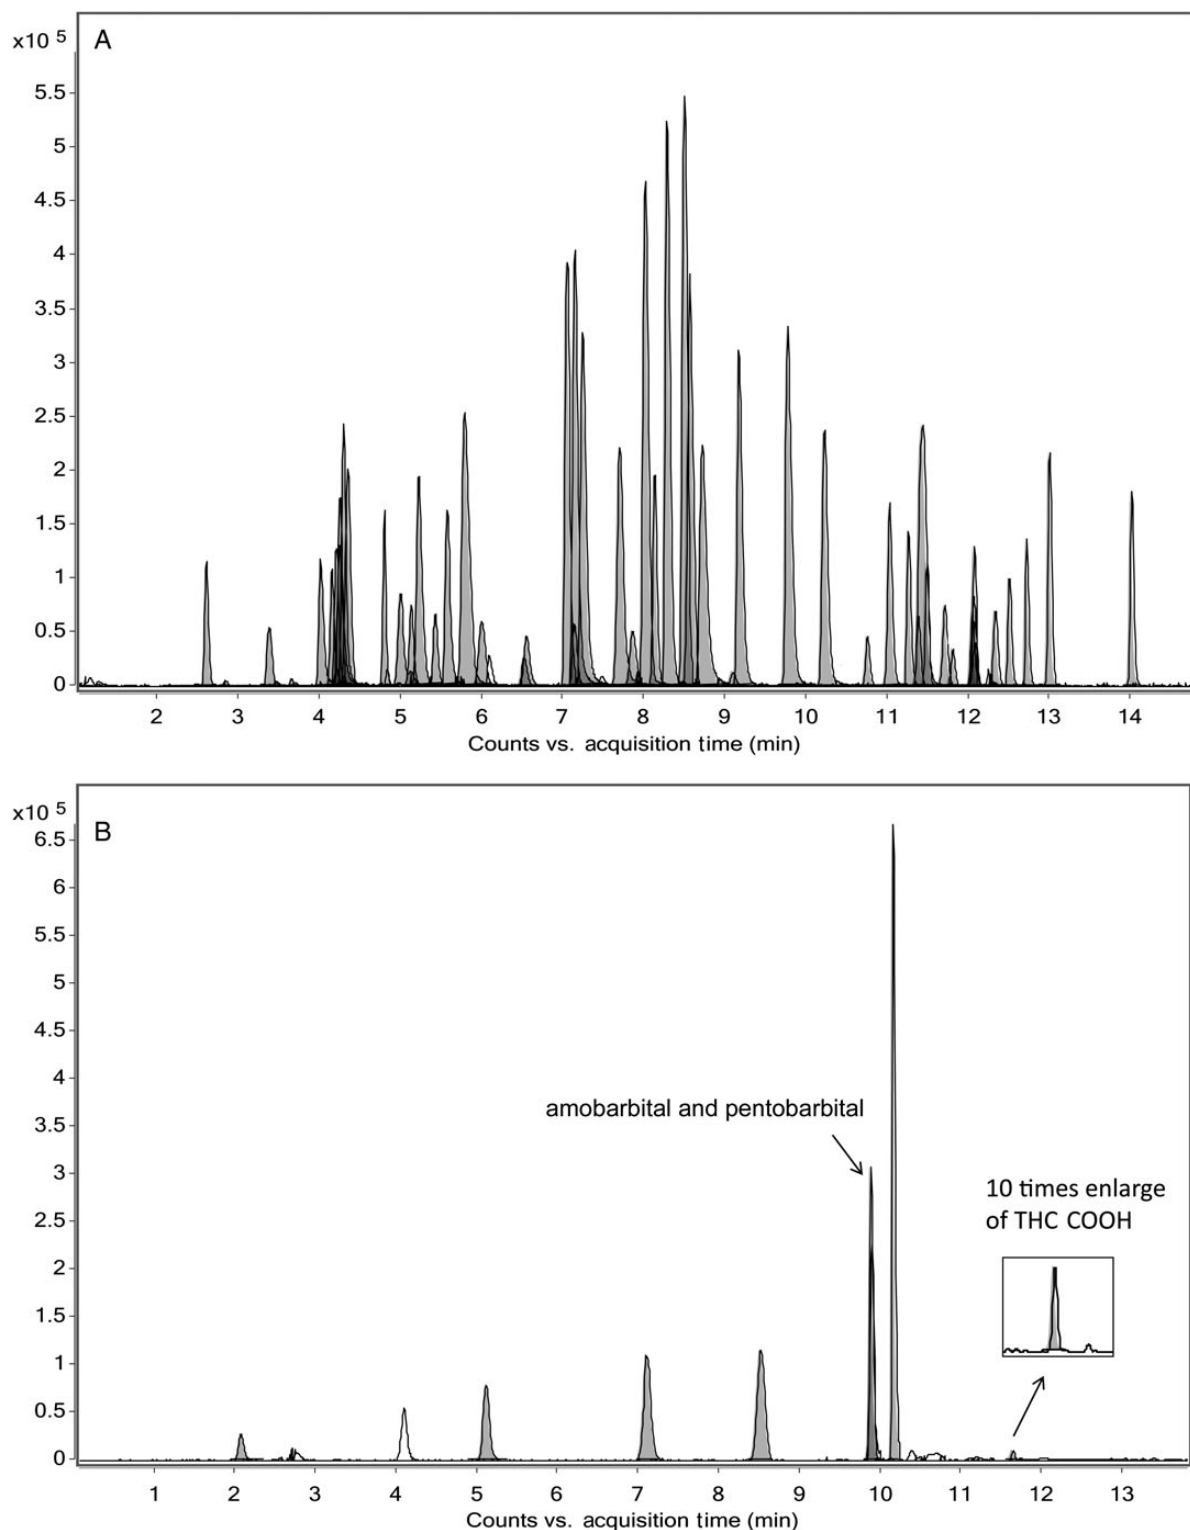 x10 5
A
5.5
5
4.5
4
3.5
3
2.5
2
1.5
1
0.5
0
2 3 4 5 6 7 8 9 10 11 12 13 14
Counts vs. acquisition time (min)
x10 5
B
6.5
6
5.5
5
4.5
4
3.5
3
2.5
2
1.5
1
0.5
0
amobarbital and pentobarbital
10 times enlarge
of THC COOH
1 2 3 4 5 6 7 8 9 10 11 12 13
Counts vs. acquisition time (min)